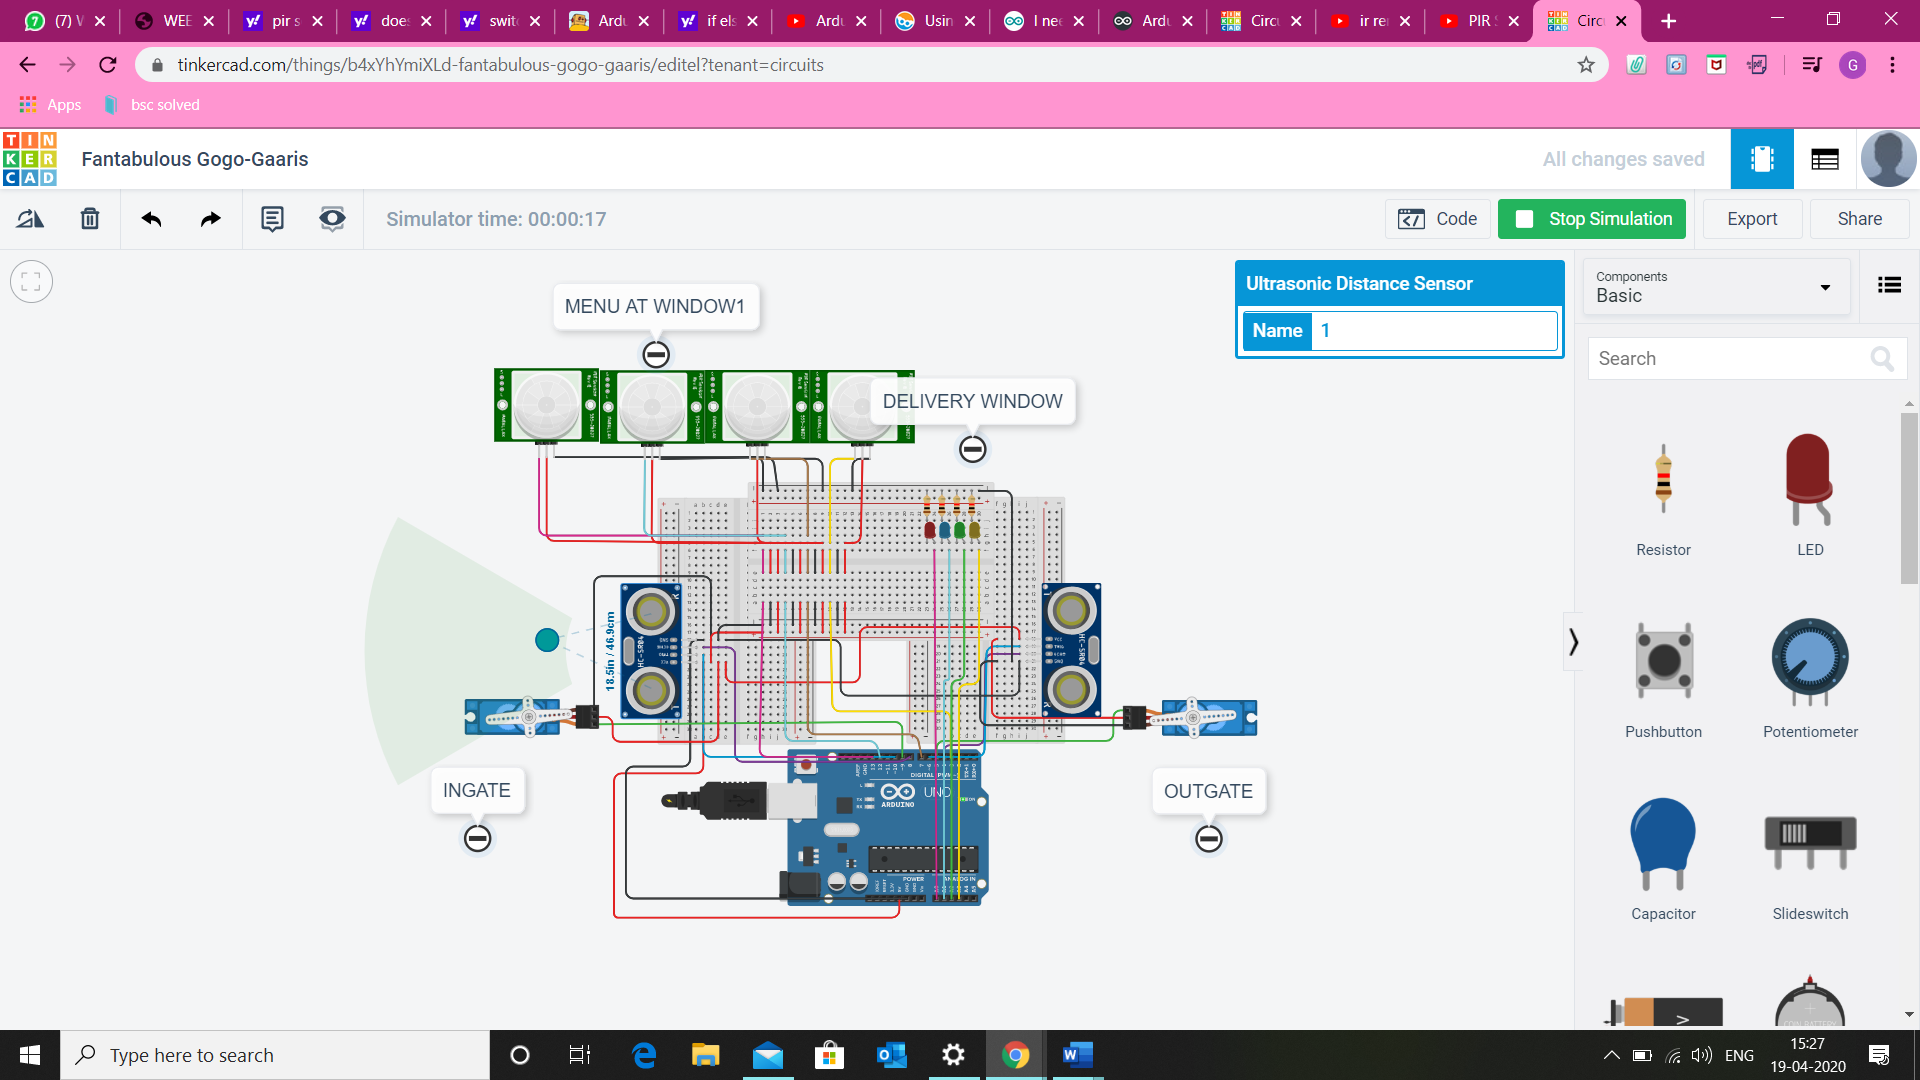 (7) W
WEE
pir s
does
swit
Ardu
if els
Ardu
Usin
I nee
Ardu
Circu
ir rer
PIR S
Circ
tinkercad.com/things/b4xYhYmiXLd-fantabulous-gogo-gaaris/editel?tenant=circuits
G
Apps
bsc solved
TIN
KER
CAD
Fantabulous Gogo-Gaaris
All changes saved
Simulator time: 00:00:17
Code
Stop Simulation
Export
Share
MENU AT WINDOW1
Ultrasonic Distance Sensor
Name 1
DELIVERY WINDOW
Components
Basic
Search
Resistor
LED
18.5in / 46.9cm
HC-SR04
HC-SR04
Pushbutton
Potentiometer
INGATE
OUTGATE
DIGITAL
UNO
ARDUINO
POWER
ANALOG IN
Capacitor
Slideswitch
Type here to search
ENG
15:27
19-04-2020